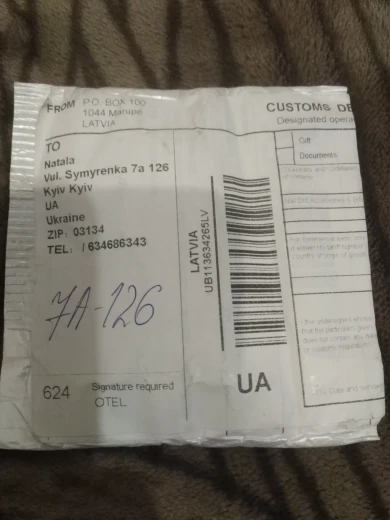 FROM P.O. BOX 100
1044 Marupe
LATVIA
CUSTOMS DE
Designated opera
Gift
Documents
TO
Natala
Vul. Symyrenka 7a 126
Kyiv Kyiv
UA
Ukraine
ZIP: 03134
TEL: / 634686343
LATVIA
UB113634265LV
7A-126
624 Signature required
OTEL
UA